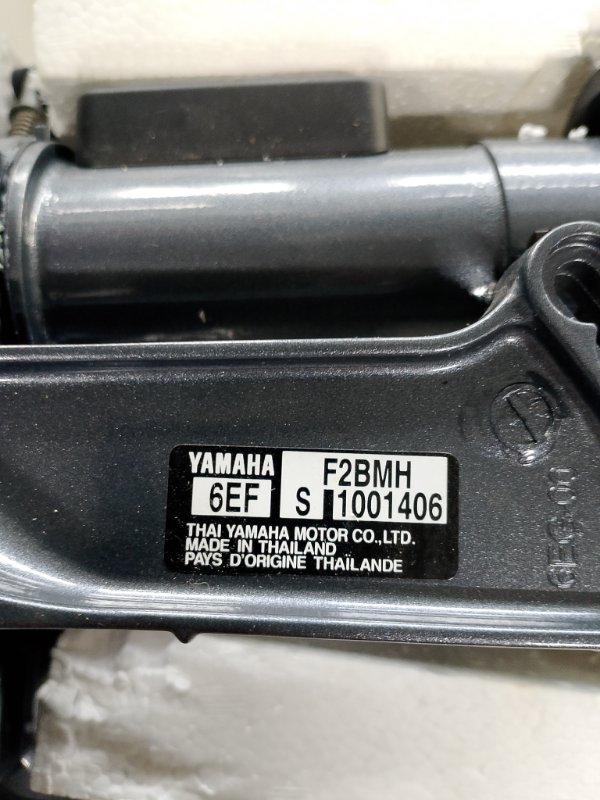 YAMAHA F2BMH
6EF S 1001406
THAI YAMAHA MOTOR CO.,LTD.
MADE IN THAILAND
PAYS D'ORIGINE THAÏLANDE